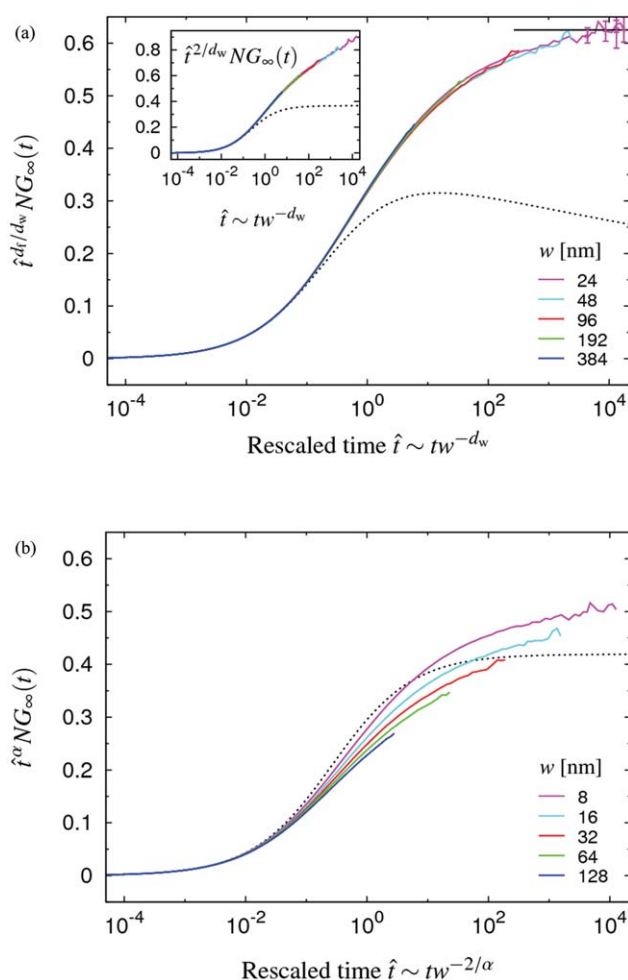 (a)
0.6
0.5
0.4
0.3
0.2
0.1
0
t̂^{d_f/d_w} NG_∞(t)
0.8
0.6
0.4
0.2
0
t̂^{2/d_w} NG_∞(t)
10^{-4} 10^{-2} 10^0 10^2 10^4
t̂ ∼ tw^{-d_w}
w [nm]
24
48
96
192
384
10^{-4} 10^{-2} 10^0 10^2 10^4
Rescaled time t̂ ∼ tw^{-d_w}
(b)
0.6
0.5
0.4
0.3
0.2
0.1
0
t̂^α NG_∞(t)
w [nm]
8
16
32
64
128
10^{-4} 10^{-2} 10^0 10^2 10^4
Rescaled time t̂ ∼ tw^{-2/α}